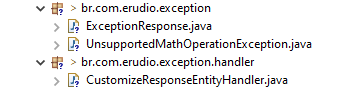 > br.com.erudio.exception
> ExceptionResponse.java
> UnsupportedMathOperationException.java
> br.com.erudio.exception.handler
> CustomizeResponseEntityHandler.java